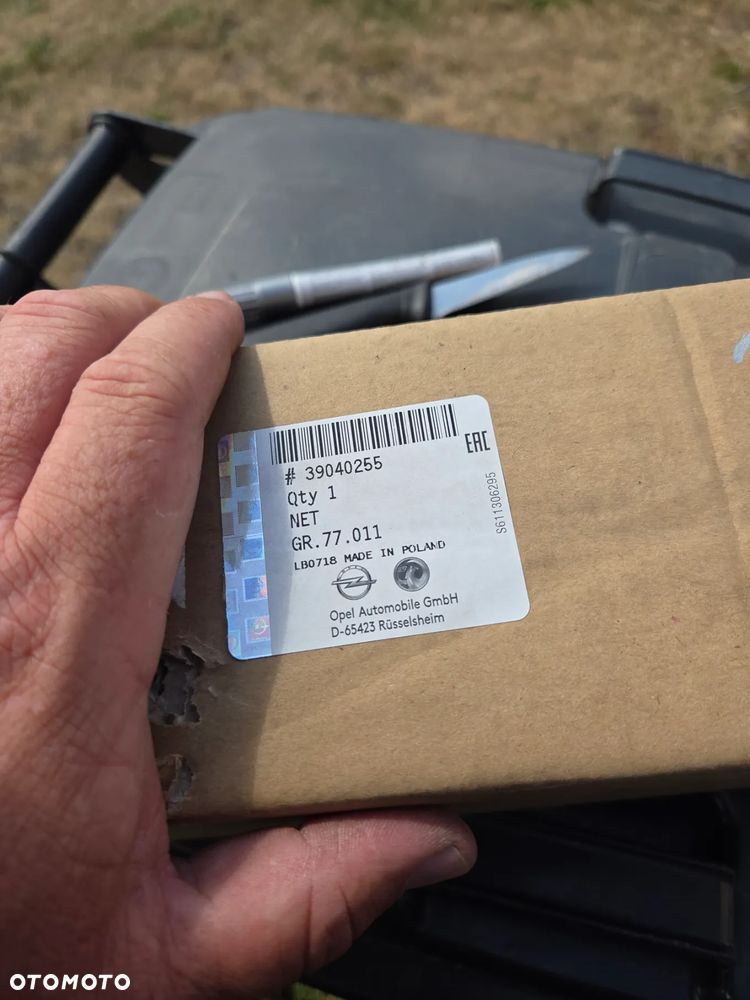 # 39040255
EAC
Qty 1
NET
GR.77.011
LB0718 MADE IN POLAND
S611306295
Opel Automobile GmbH
D-65423 Rüsselsheim
OTOMOTO